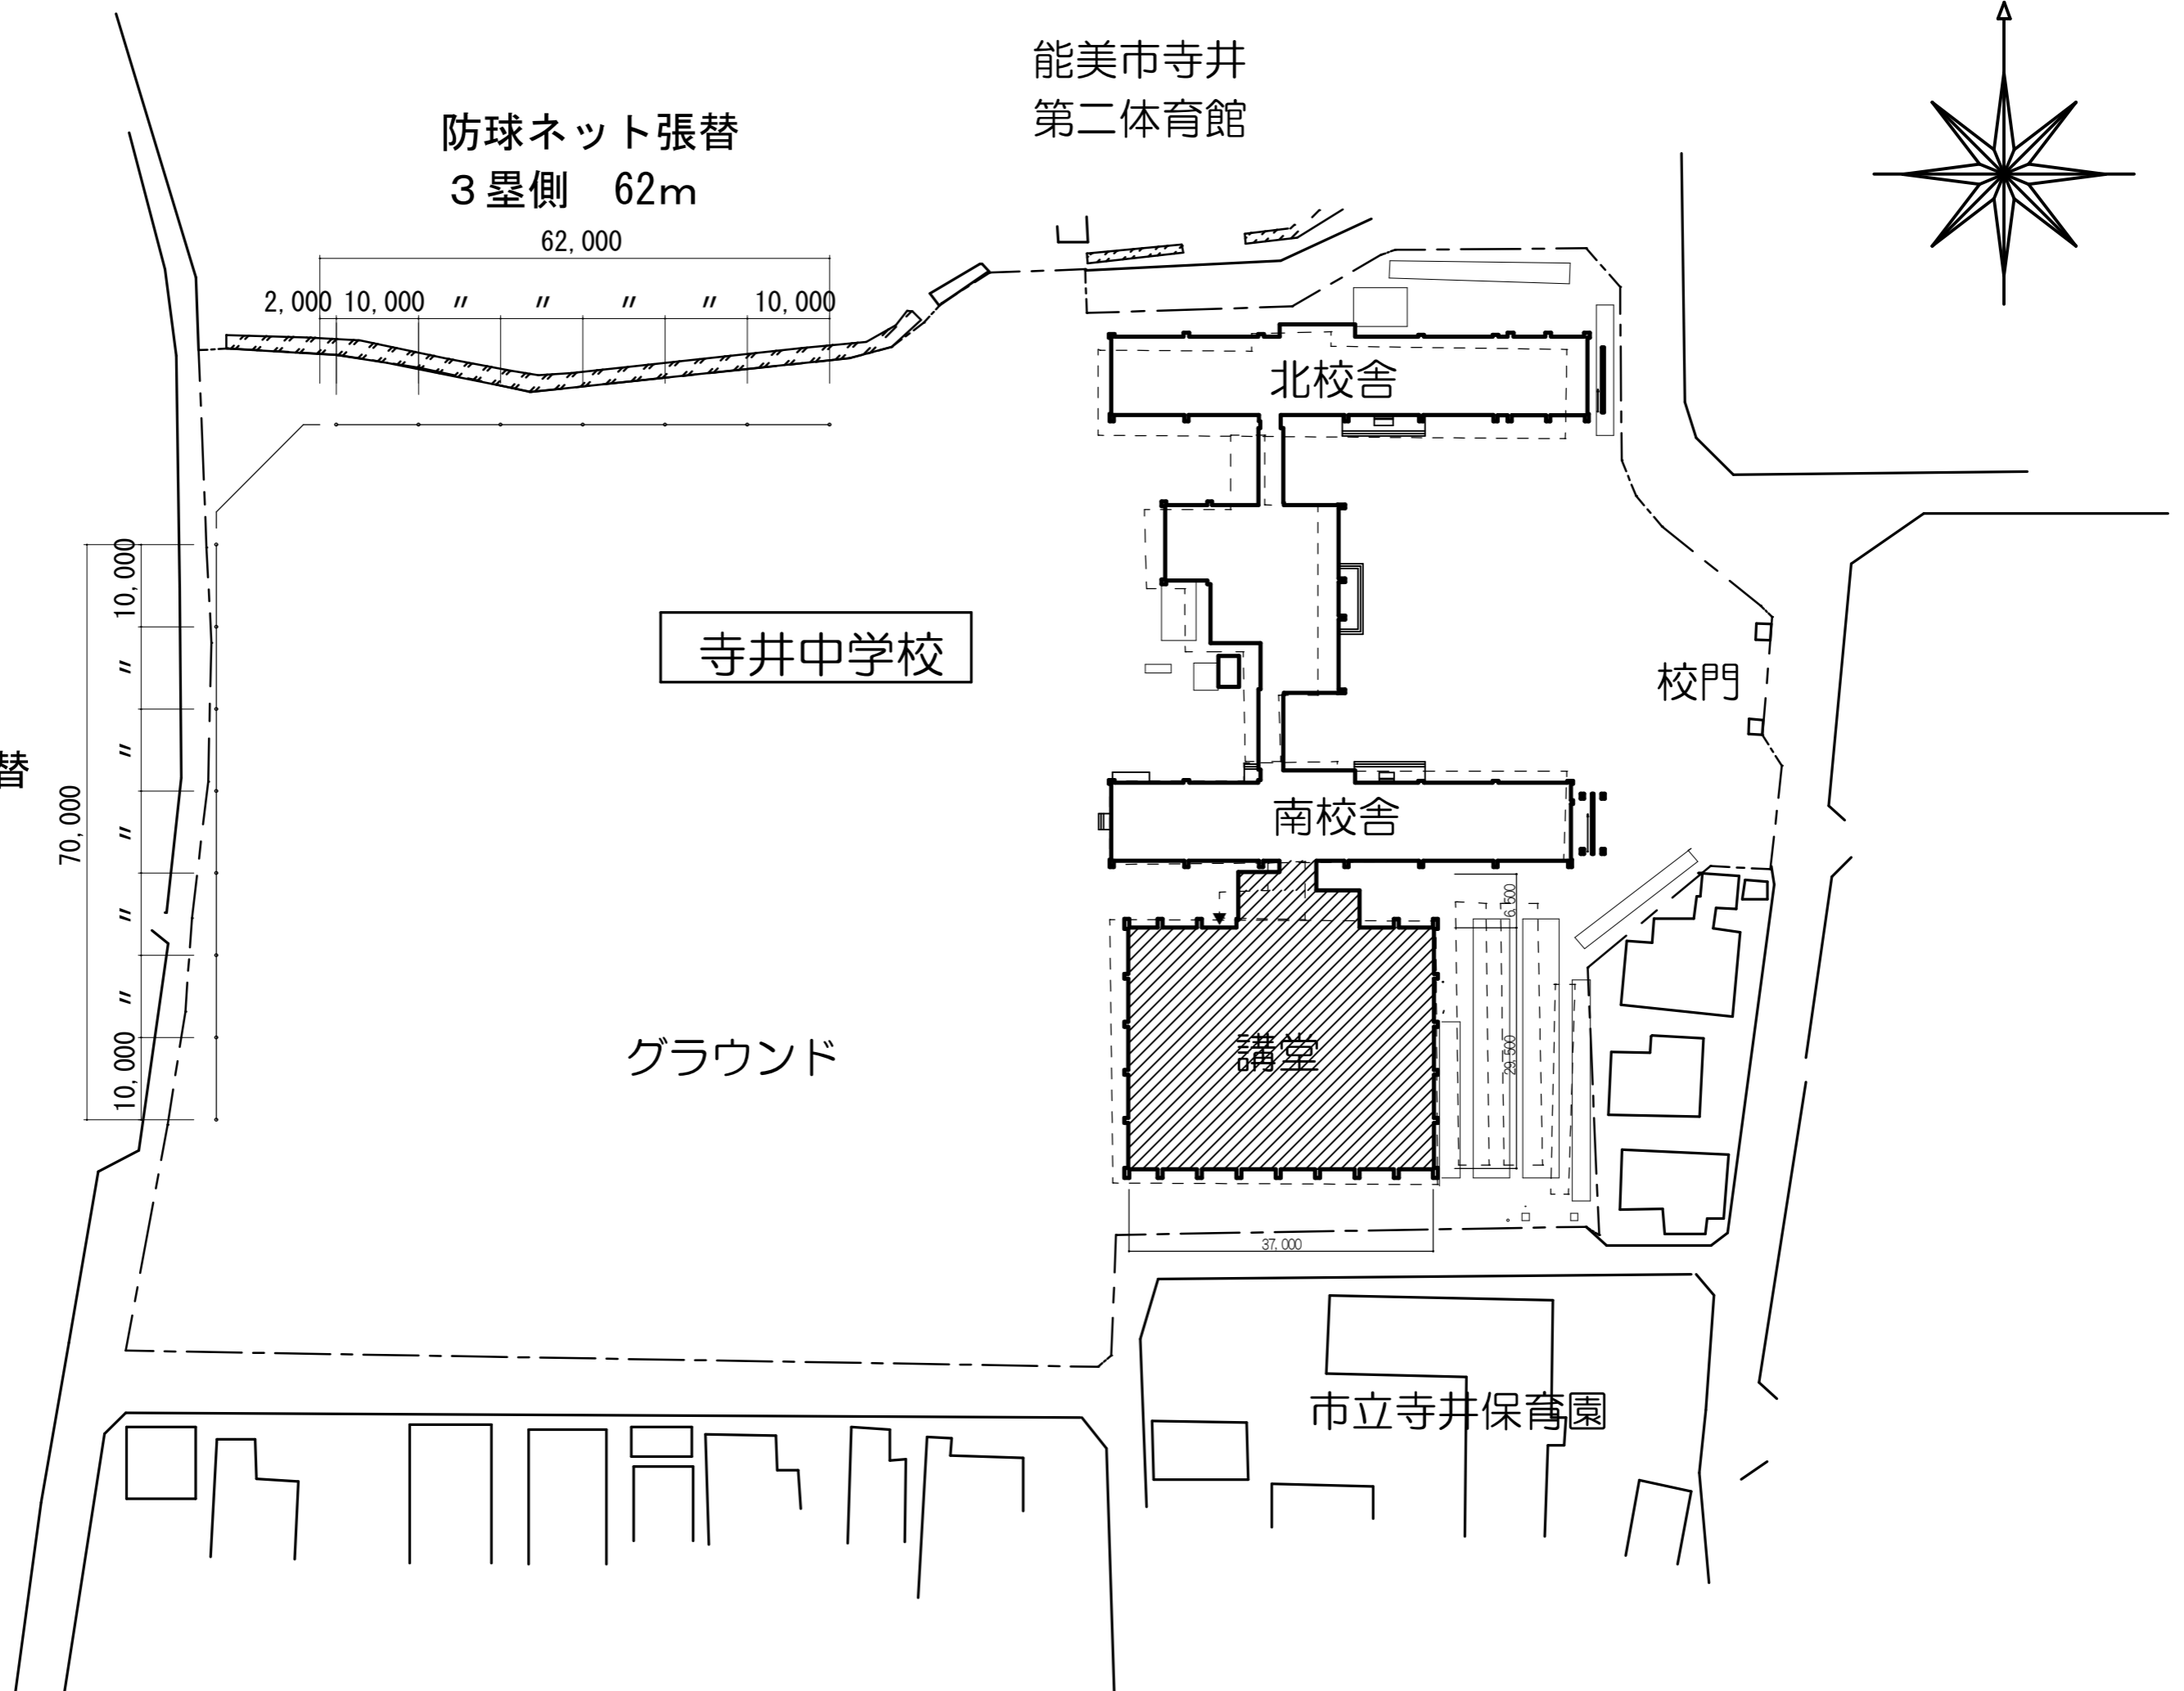 能美市寺井
第二体育館
防球ネット張替
3塁側 62m
62,000
2,000 10,000 〃 〃 〃 〃 10,000
北校舎
10,000
〃
〃
〃
〃
〃
10,000
70,000
替
寺井中学校
校門
南校舎
6,500
29,500
講堂
グラウンド
37,000
市立寺井保育園